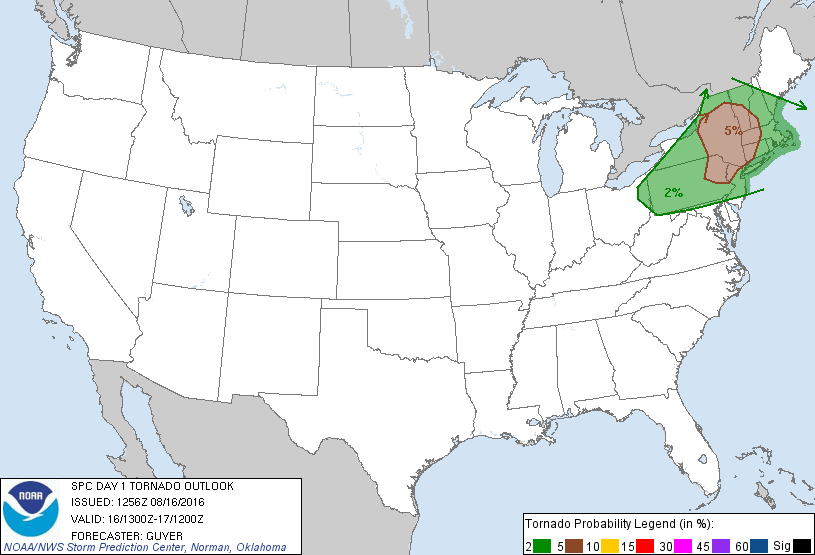 5%
2%
NOAA
SPC DAY 1 TORNADO OUTLOOK
ISSUED: 1256Z 08/16/2016
VALID: 16/1300Z-17/1200Z
FORECASTER: GUYER
NOAA/NWS Storm Prediction Center, Norman, Oklahoma
Tornado Probability Legend (in %):
2 5 10 15 30 45 60 Sig